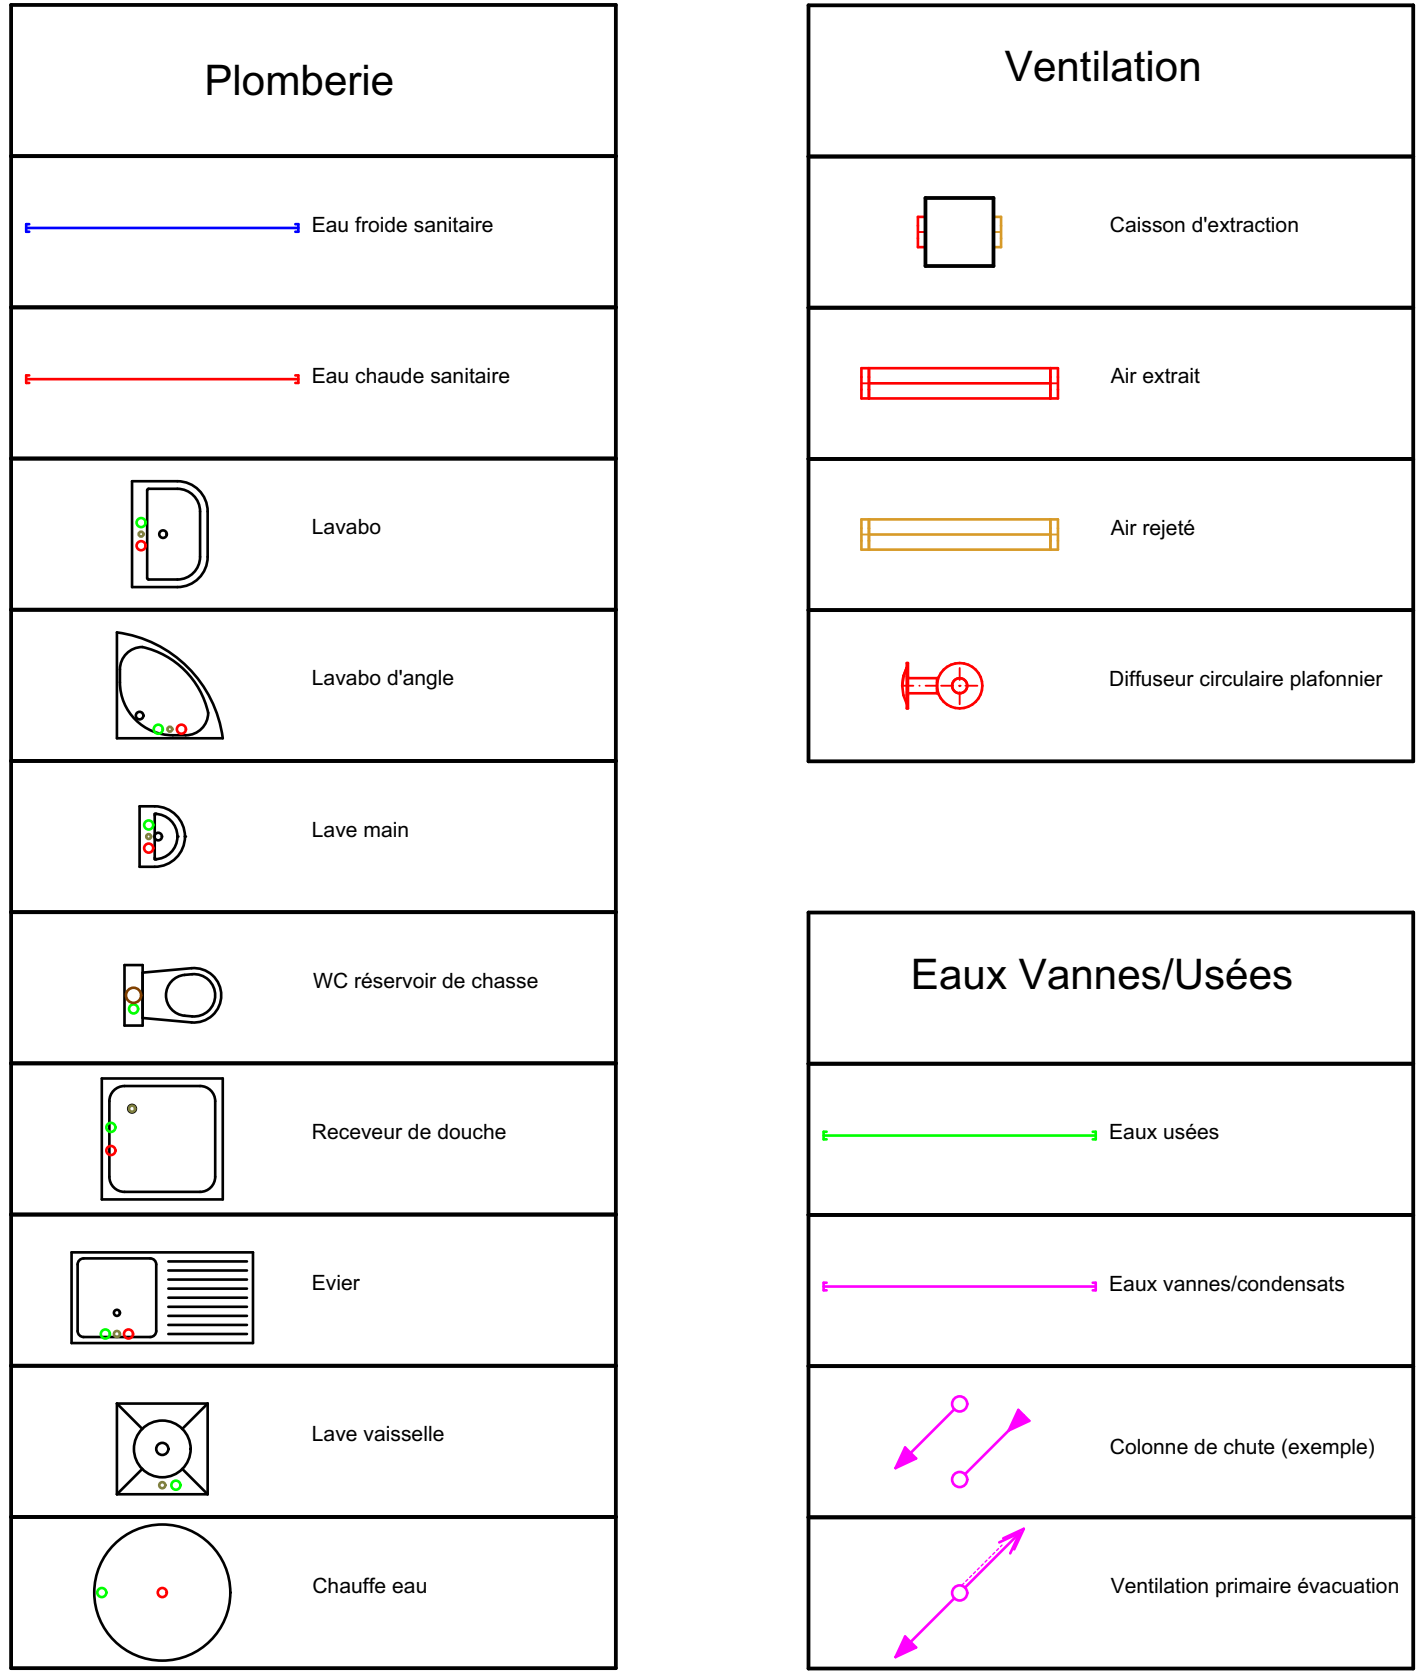 Plomberie
Eau froide sanitaire
Eau chaude sanitaire
Lavabo
Lavabo d'angle
Lave main
WC réservoir de chasse
Receveur de douche
Evier
Lave vaisselle
Chauffe eau
Ventilation
Caisson d'extraction
Air extrait
Air rejeté
Diffuseur circulaire plafonnier
Eaux Vannes/Usées
Eaux usées
Eaux vannes/condensats
Colonne de chute (exemple)
Ventilation primaire évacuation